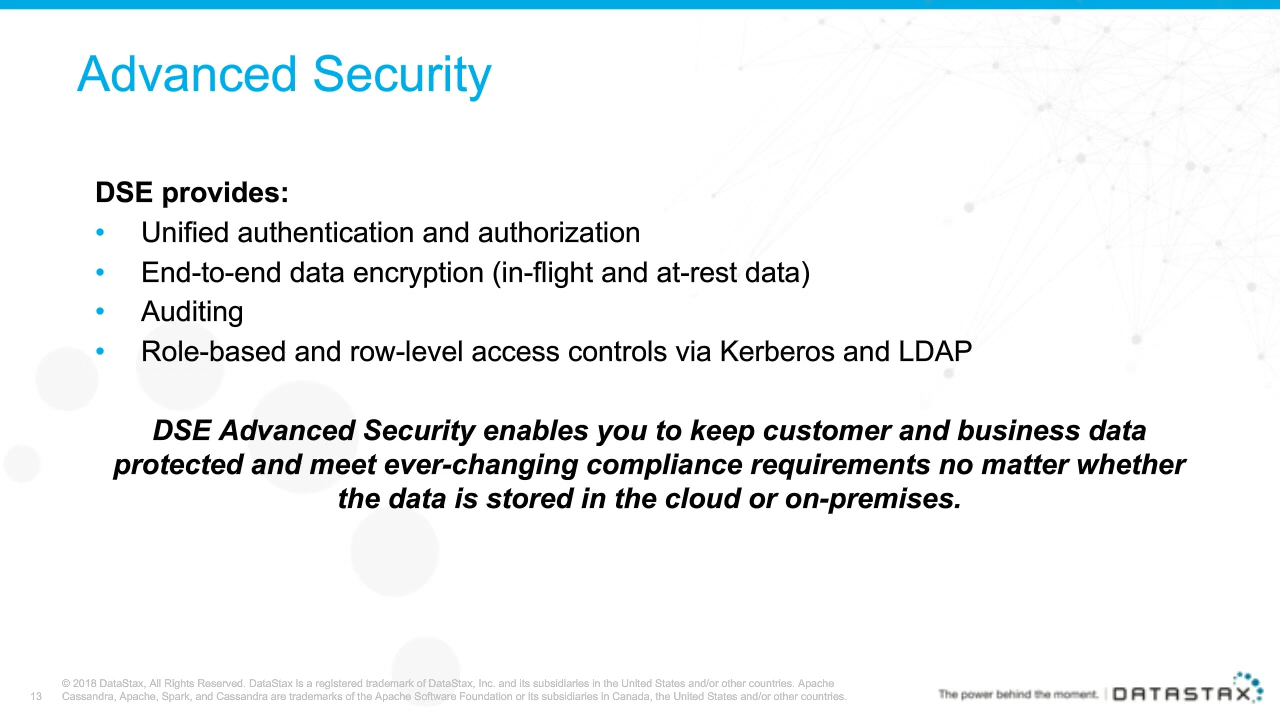 Advanced Security
DSE provides:
• Unified authentication and authorization
• End-to-end data encryption (in-flight and at-rest data)
• Auditing
• Role-based and row-level access controls via Kerberos and LDAP
DSE Advanced Security enables you to keep customer and business data
protected and meet ever-changing compliance requirements no matter whether
the data is stored in the cloud or on-premises.
© 2018 DataStax, All Rights Reserved. DataStax is a registered trademark of DataStax, Inc. and its subsidiaries in the United States and/or other countries. Apache
13 Cassandra, Apache, Spark, and Cassandra are trademarks of the Apache Software Foundation or its subsidiaries in Canada, the United States and/or other countries.
The power behind the moment. | DATASTAX